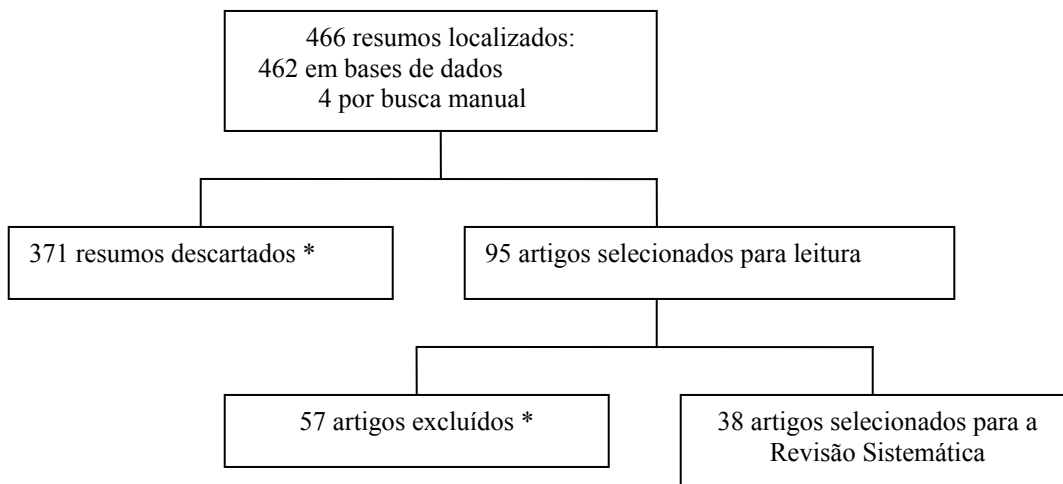 466 resumos localizados:
462 em bases de dados
4 por busca manual
371 resumos descartados *
95 artigos selecionados para leitura
57 artigos excluídos *
38 artigos selecionados para a
Revisão Sistemática